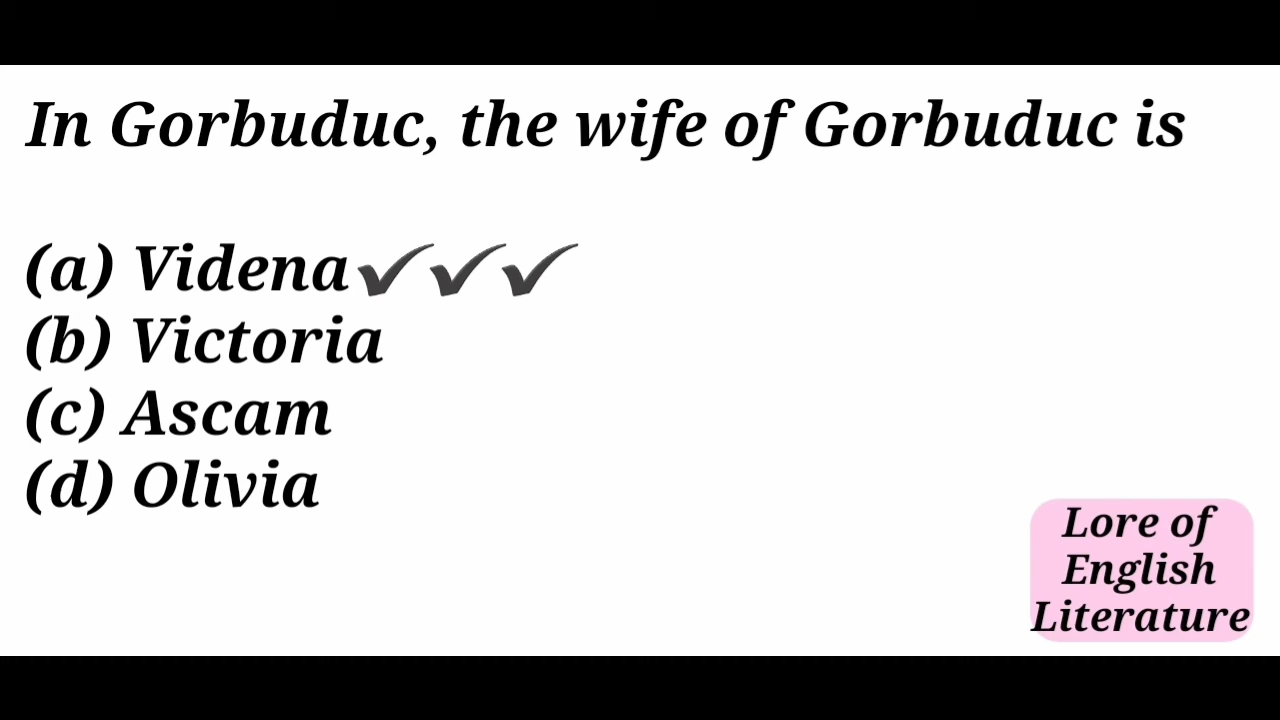 In Gorbuduc, the wife of Gorbuduc is
(a) Videna✓✓✓
(b) Victoria
(c) Ascam
(d) Olivia
Lore of
English
Literature